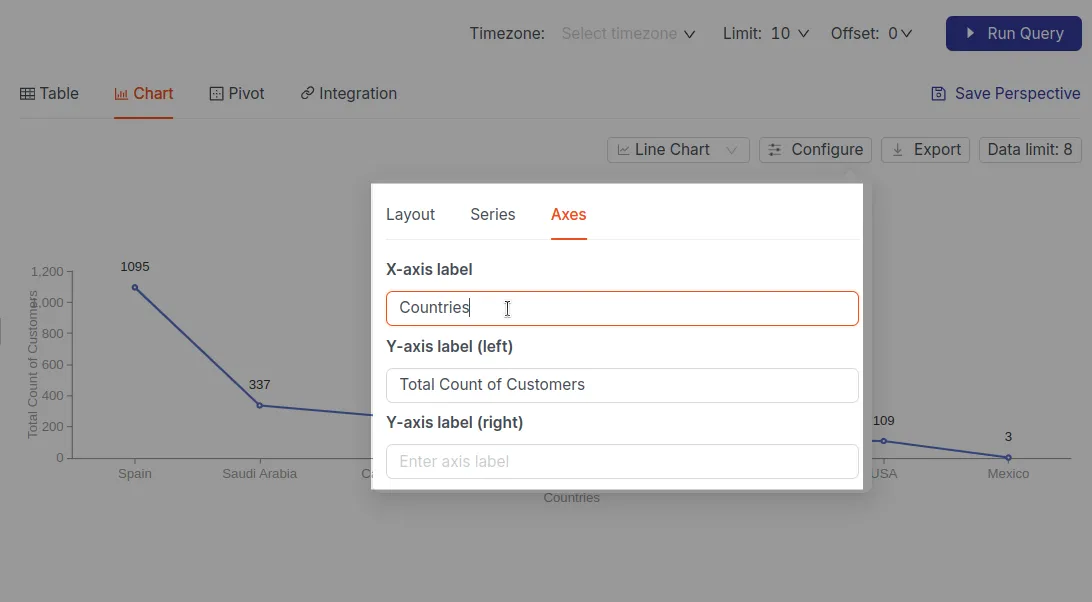 Timezone: Select timezone Limit: 10 Offset: 0 Run Query
Table Chart Pivot Integration Save Perspective
Line Chart Configure Export Data limit: 8
Layout Series Axes
X-axis label
Countries
Y-axis label (left)
Total Count of Customers
Y-axis label (right)
Enter axis label
Total Count of Customers
1,200
1,000
800
600
400
200
0
1095
337
109
3
Spain Saudi Arabia USA Mexico
Countries